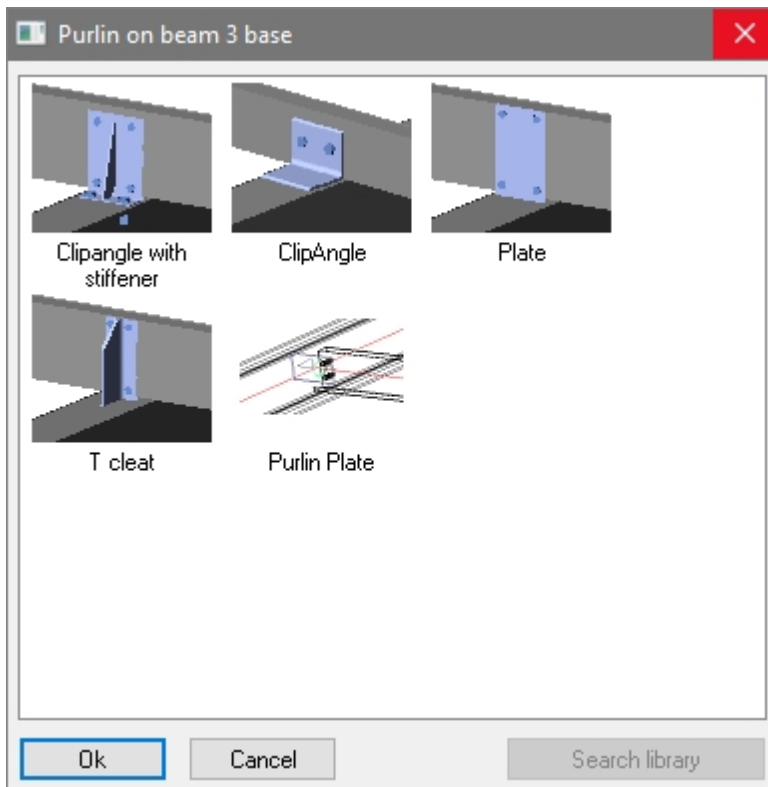 Purlin on beam 3 base
Clipangle with
stiffener
ClipAngle
Plate
T cleat
Purlin Plate
Ok
Cancel
Search library